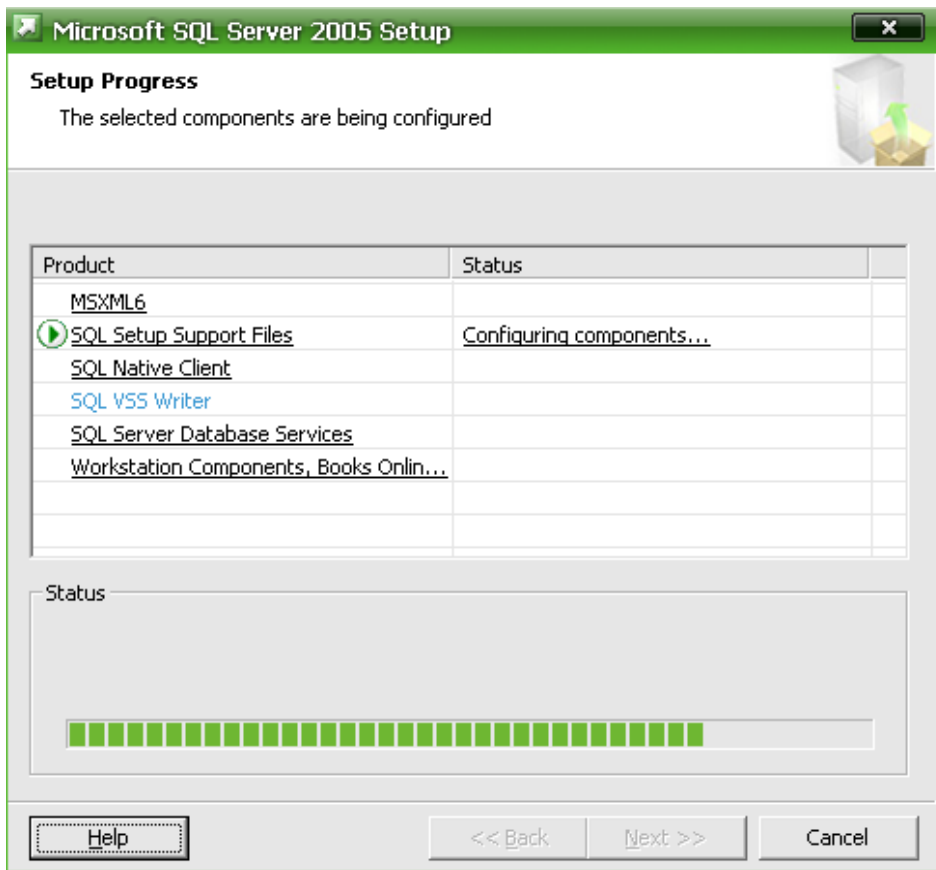 Microsoft SQL Server 2005 Setup
Setup Progress
The selected components are being configured
Product Status
MSXML6
SQL Setup Support Files Configuring components...
SQL Native Client
SQL VSS Writer
SQL Server Database Services
Workstation Components, Books Onlin...
Status
Help << Back Next >> Cancel